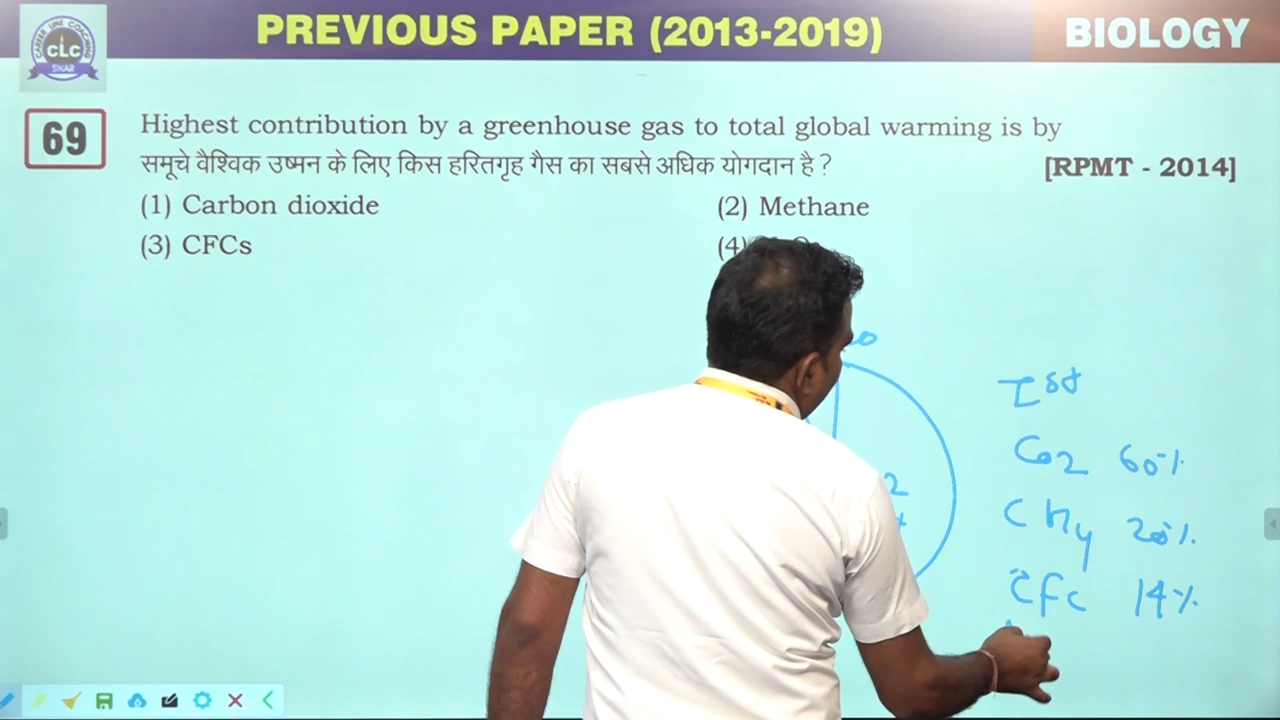 PREVIOUS PAPER (2013-2019)
BIOLOGY
CAREER LINE COACHING
CLC
SIKAR
69
Highest contribution by a greenhouse gas to total global warming is by
समूचे वैश्विक उष्मन के लिए किस हरितगृह गैस का सबसे अधिक योगदान है ?
[RPMT - 2014]
(1) Carbon dioxide
(2) Methane
(3) CFCs
(4)
Ist
CO2 60%
CH4 20%
CFC 14%
2